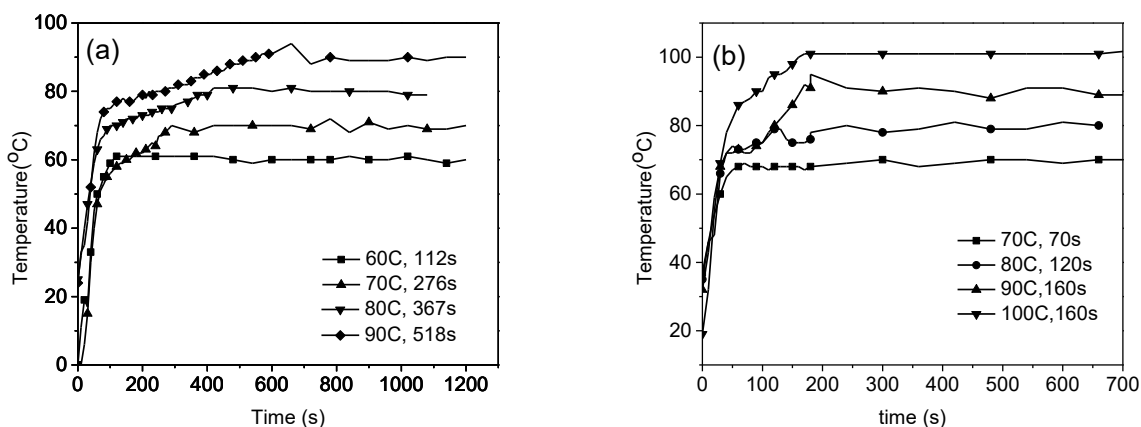 (a)
Temperature(°C)
100
80
60
40
20
0
60C, 112s
70C, 276s
80C, 367s
90C, 518s
0 200 400 600 800 1000 1200
Time (s)
(b)
Temperature(°C)
100
80
60
40
20
70C, 70s
80C, 120s
90C,160s
100C,160s
0 100 200 300 400 500 600 700
time (s)